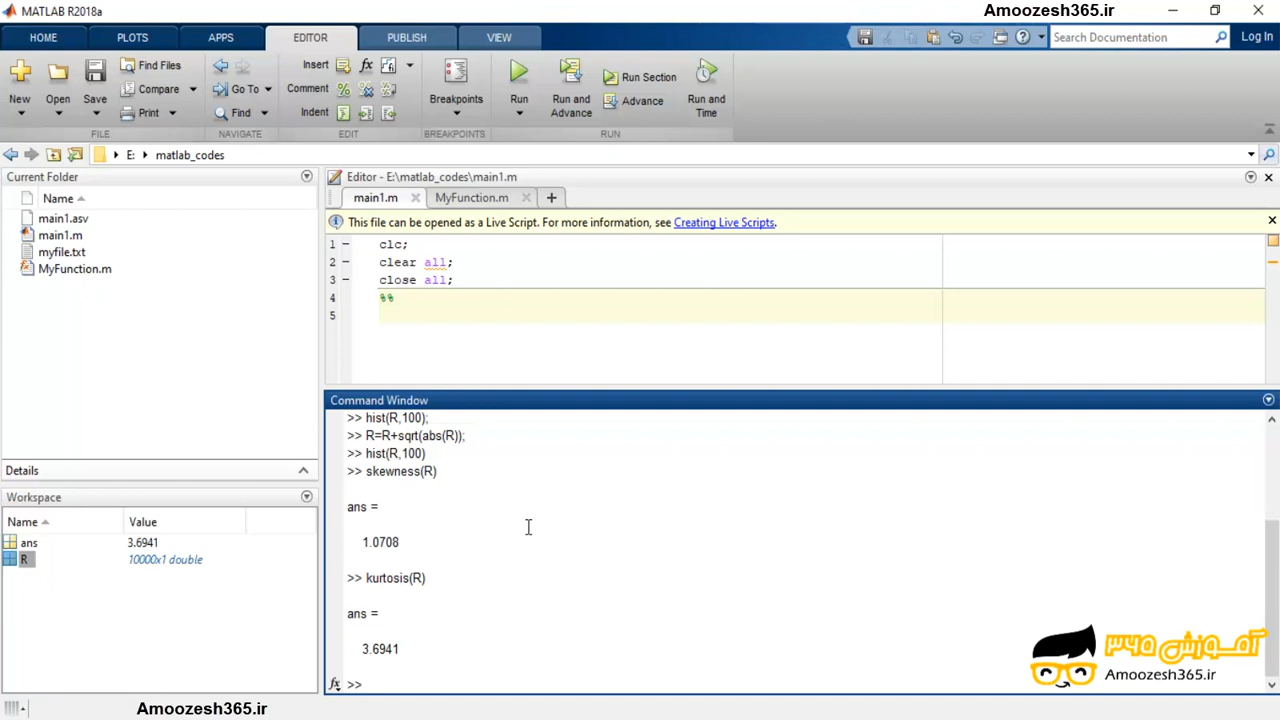 MATLAB R2018a
Amoozesh365.ir
HOME PLOTS APPS EDITOR PUBLISH VIEW
Search Documentation
Log In
New
Open
Save
Find Files
Compare
Print
FILE
Go To
Find
NAVIGATE
Insert
Comment
Indent
EDIT
Breakpoints
BREAKPOINTS
Run
Run and Advance
Run Section
Advance
Run and Time
RUN
E: matlab_codes
Current Folder
Name
main1.asv
main1.m
myfile.txt
MyFunction.m
Details
Workspace
Name Value
ans 3.6941
R 10000x1 double
Editor - E:\matlab_codes\main1.m
main1.m MyFunction.m
This file can be opened as a Live Script. For more information, see Creating Live Scripts.
1 clc;
2 clear all;
3 close all;
4 %%
5
Command Window
>> hist(R,100);
>> R=R+sqrt(abs(R));
>> hist(R,100)
>> skewness(R)
ans =
1.0708
>> kurtosis(R)
ans =
3.6941
fx >>
آموزش ۳۶۵
Amoozesh365.ir
Amoozesh365.ir